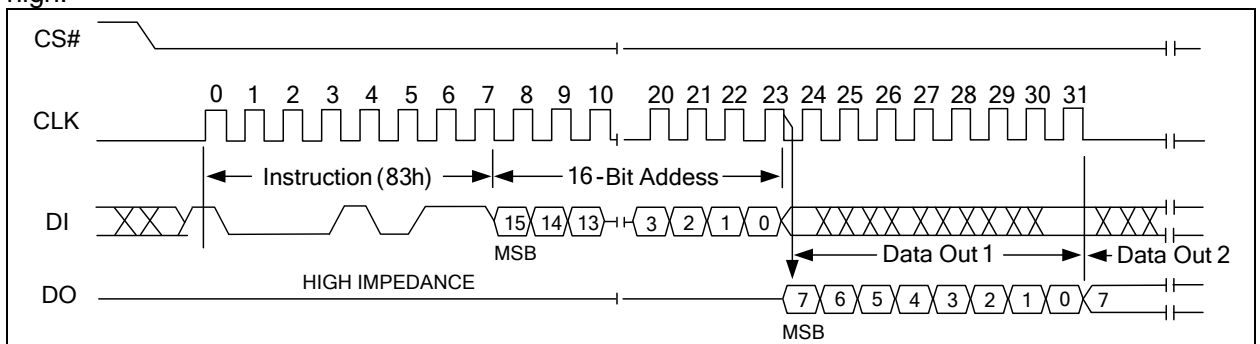 high.
CS#
0 1 2 3 4 5 6 7 8 9 10 20 21 22 23 24 25 26 27 28 29 30 31
CLK
Instruction (83h) 16-Bit Addess
DI 15 14 13 3 2 1 0
MSB Data Out 1 Data Out 2
HIGH IMPEDANCE
DO 7 6 5 4 3 2 1 0 7
MSB